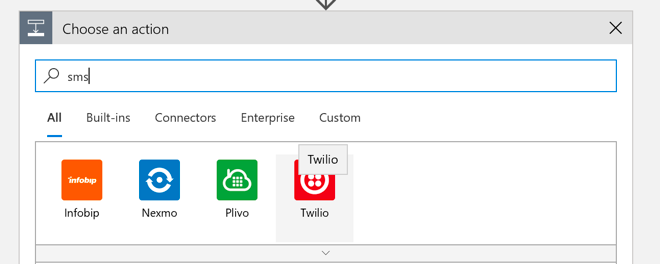 Choose an action
sms
All Built-ins Connectors Enterprise Custom
Twilio
infobip
Infobip Nexmo Plivo Twilio